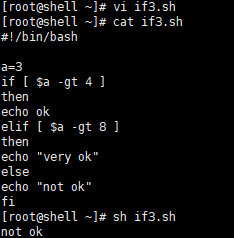 [root@shell ~]# vi if3.sh
[root@shell ~]# cat if3.sh
#!/bin/bash

a=3
if [ $a -gt 4 ]
then
echo ok
elif [ $a -gt 8 ]
then
echo "very ok"
else
echo "not ok"
fi
[root@shell ~]# sh if3.sh
not ok